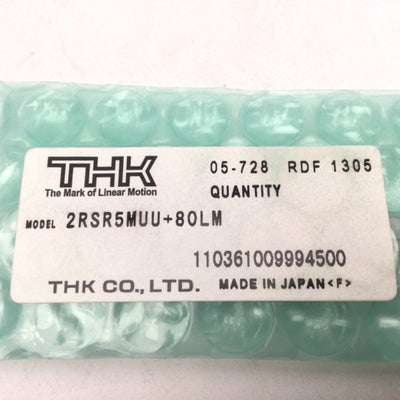 THK
The Mark of Linear Motion
05-728 RDF 1305
QUANTITY
MODEL 2RSR5MUU+80LM
110361009994500
THK CO., LTD. MADE IN JAPAN <F>